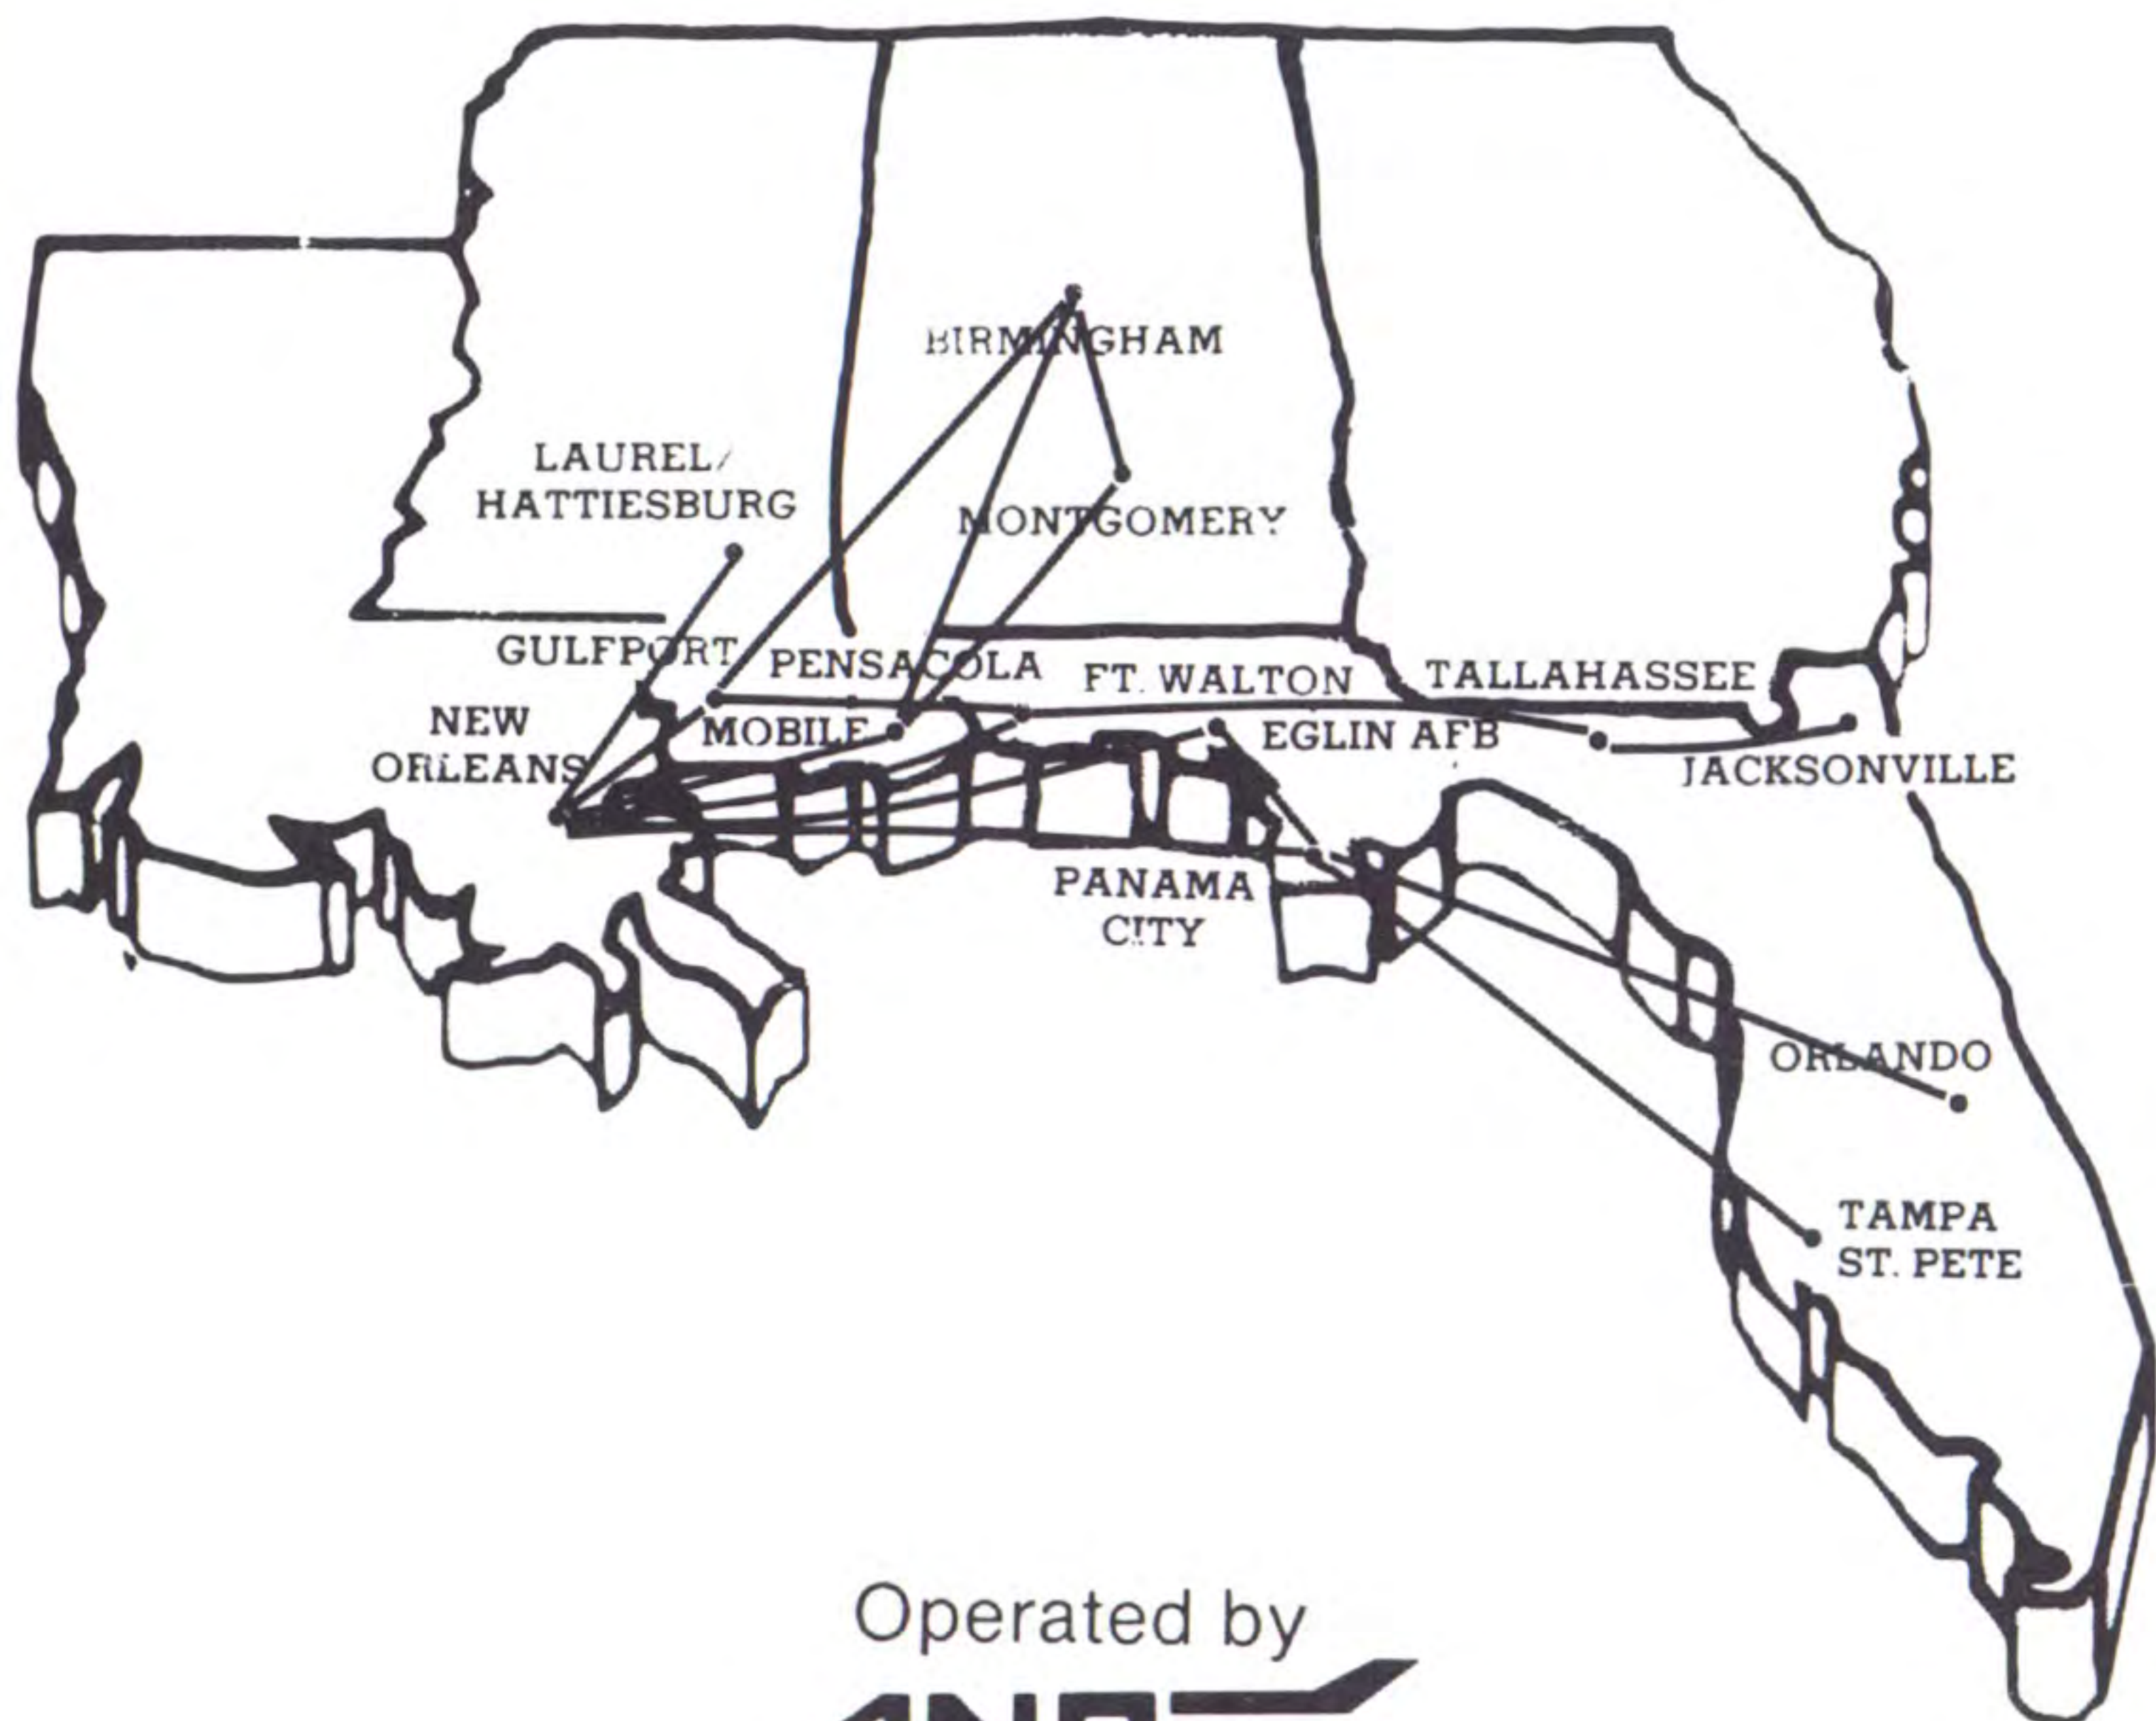 BIRMINGHAM
LAUREL/
HATTIESBURG
MONTGOMERY
GULFPORT
PENSACOLA
FT. WALTON
TALLAHASSEE
NEW
ORLEANS
MOBILE
EGLIN AFB
JACKSONVILLE
PANAMA
CITY
ORLANDO
TAMPA
ST. PETE
Operated by